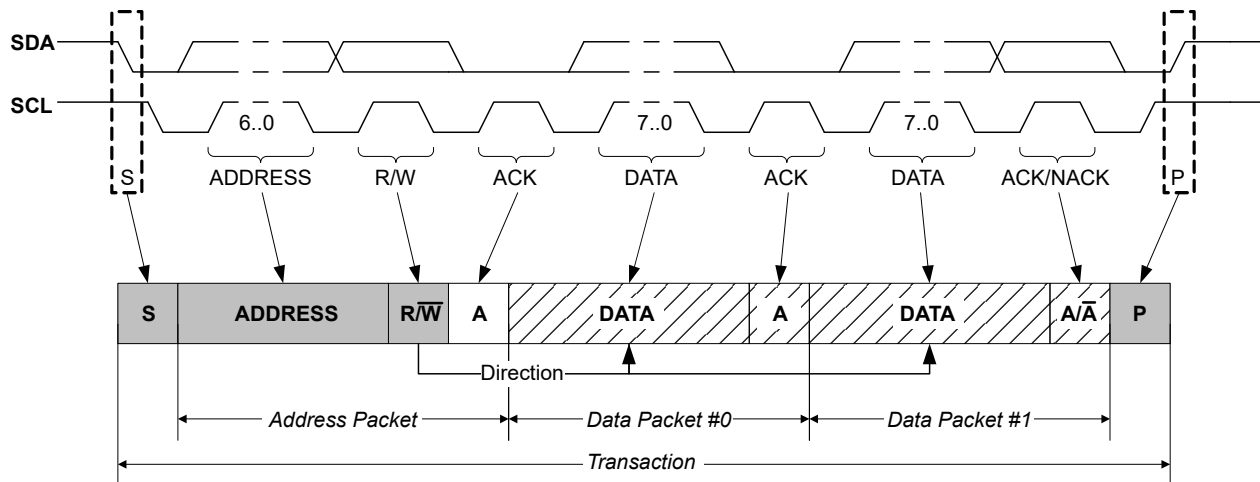 SDA
SCL
6..0 7..0 7..0
S ADDRESS R/W ACK DATA ACK DATA ACK/NACK P
S ADDRESS R/W̅ A DATA A DATA A/A̅ P
Direction
Address Packet Data Packet #0 Data Packet #1
Transaction